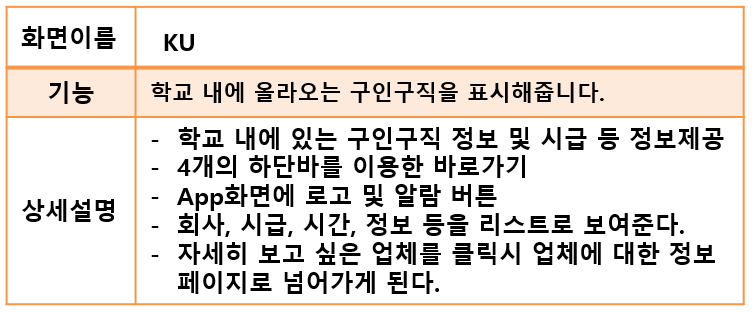 화면이름 KU
기능 학교 내에 올라오는 구인구직을 표시해줍니다.
상세설명
- 학교 내에 있는 구인구직 정보 및 시급 등 정보제공
- 4개의 하단바를 이용한 바로가기
- App화면에 로고 및 알람 버튼
- 회사, 시급, 시간, 정보 등을 리스트로 보여준다.
- 자세히 보고 싶은 업체를 클릭시 업체에 대한 정보
페이지로 넘어가게 된다.